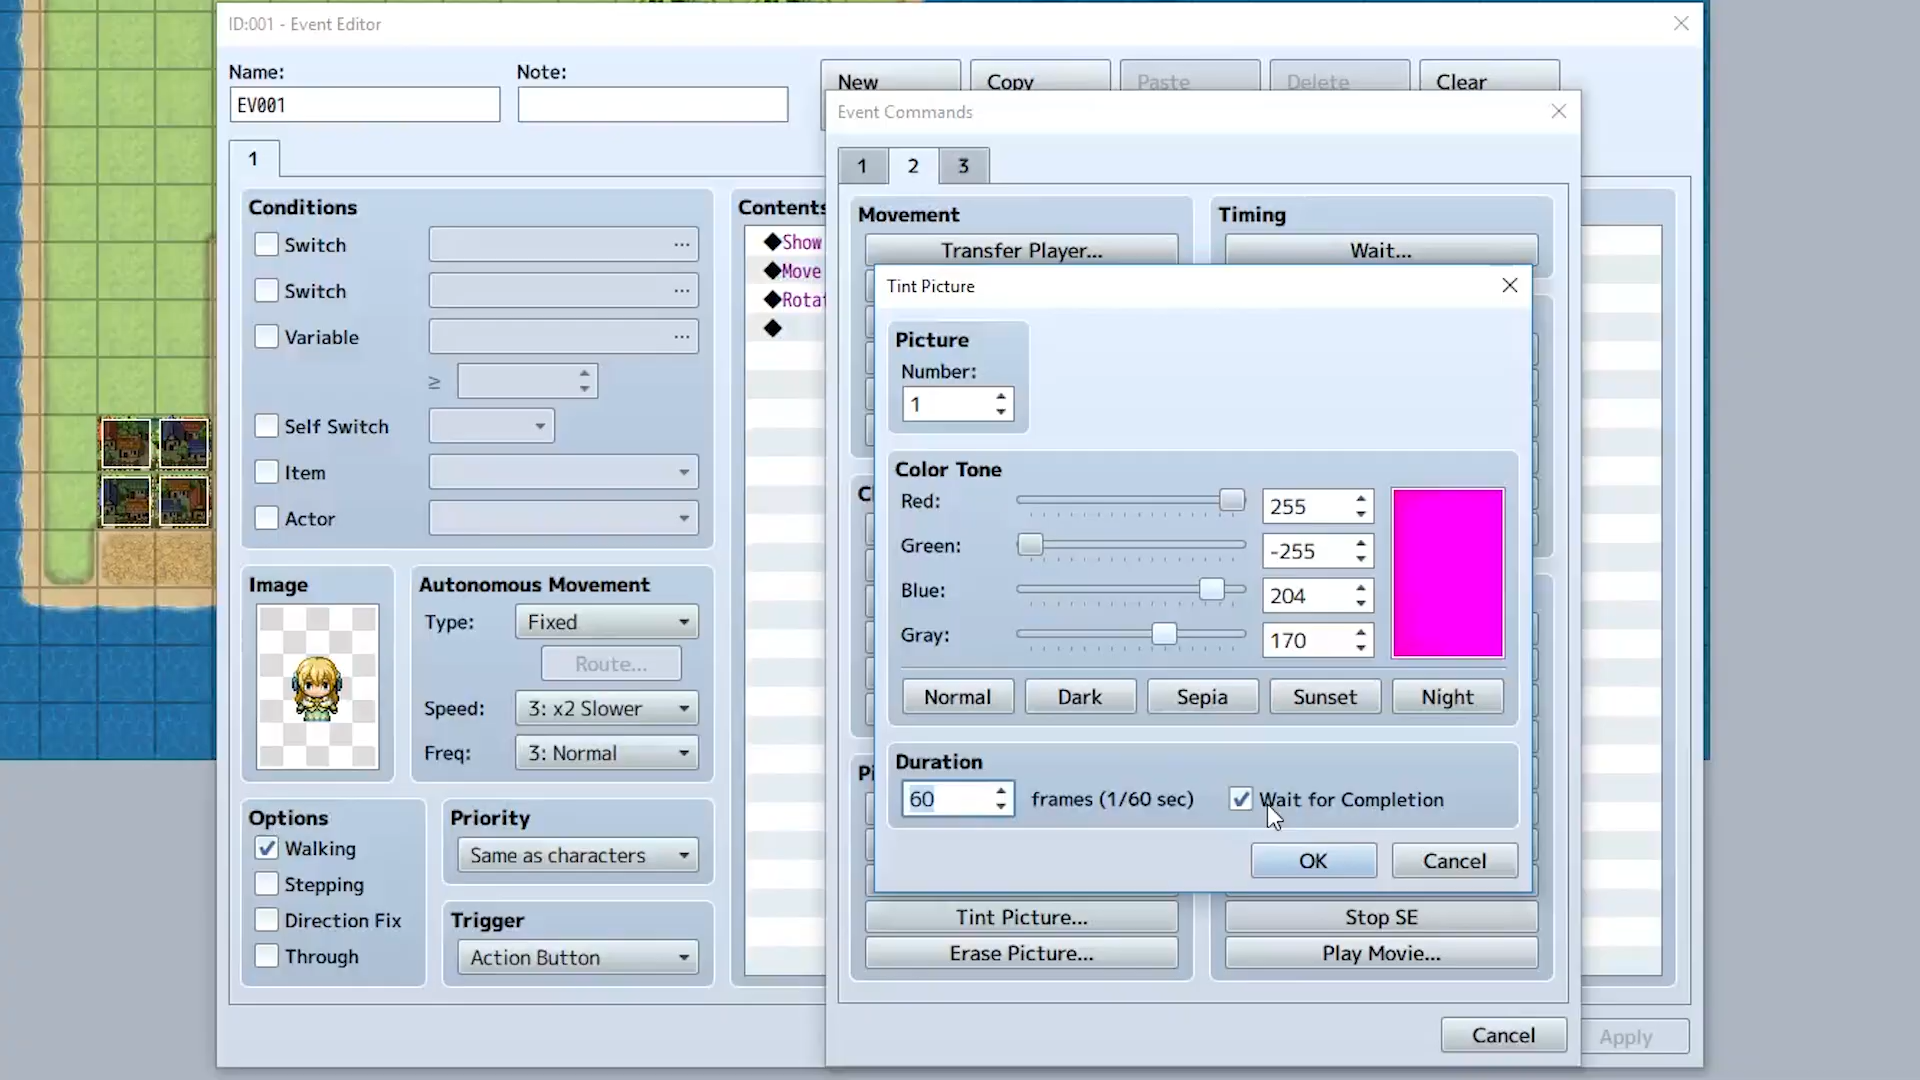 ID:001 - Event Editor
Name:
Note:
EV001
New
Copy
Paste
Delete
Clear
1
Conditions
Switch
...
Switch
...
Variable
...
≥
Self Switch
Item
Actor
Image
Autonomous Movement
Type:
Fixed
Route...
Speed:
3: x2 Slower
Freq:
3: Normal
Options
Walking
Stepping
Direction Fix
Through
Priority
Same as characters
Trigger
Action Button
Contents
◆Show
◆Move
◆Rotat
◆
Event Commands
1
2
3
Movement
Transfer Player...
Timing
Wait...
Tint Picture
Picture
Number:
1
Color Tone
Red:
255
Green:
-255
Blue:
204
Gray:
170
Normal
Dark
Sepia
Sunset
Night
Duration
60
frames (1/60 sec)
Wait for Completion
OK
Cancel
Tint Picture...
Stop SE
Erase Picture...
Play Movie...
Cancel
Apply